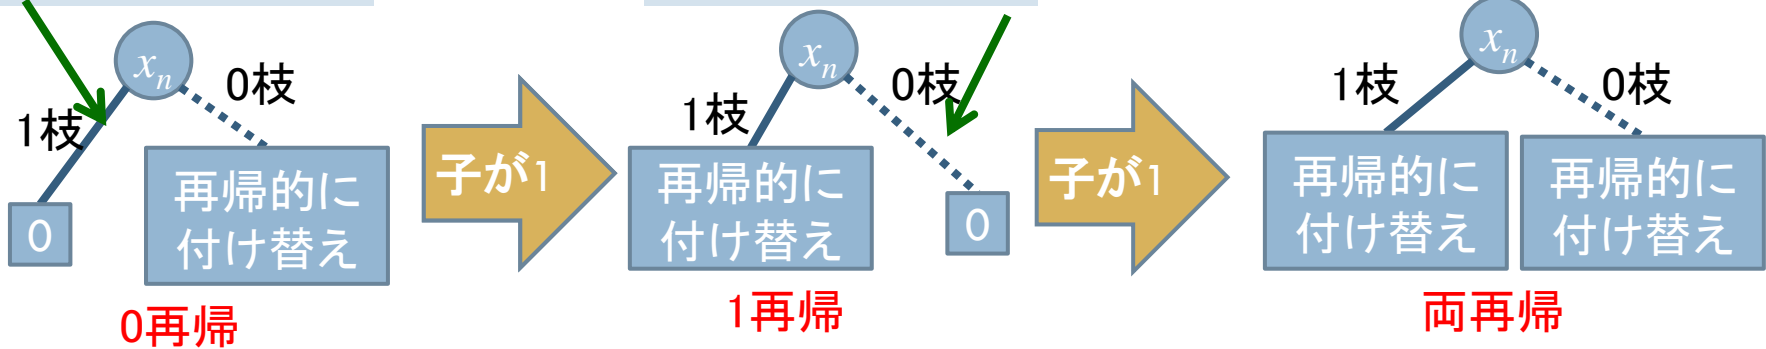 xn
1枝
0枝
0
再帰的に
付け替え
0再帰
子が1
xn
1枝
0枝
再帰的に
付け替え
0
1再帰
子が1
xn
1枝
0枝
再帰的に
付け替え
再帰的に
付け替え
両再帰